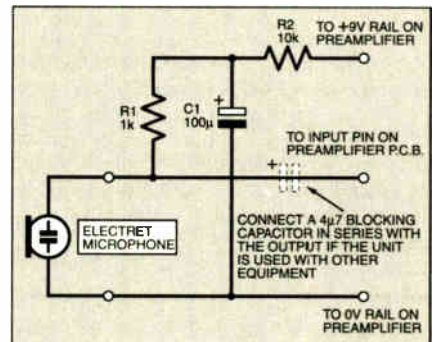 R2
10k
TO +9V RAIL ON
PREAMPLIFIER
R1
1k
C1
100µ
+
TO INPUT PIN ON
PREAMPLIFIER P.C.B.
+
ELECTRET
MICROPHONE
CONNECT A 4µ7 BLOCKING
CAPACITOR IN SERIES WITH
THE OUTPUT IF THE UNIT
IS USED WITH OTHER
EQUIPMENT
TO 0V RAIL ON
PREAMPLIFIER